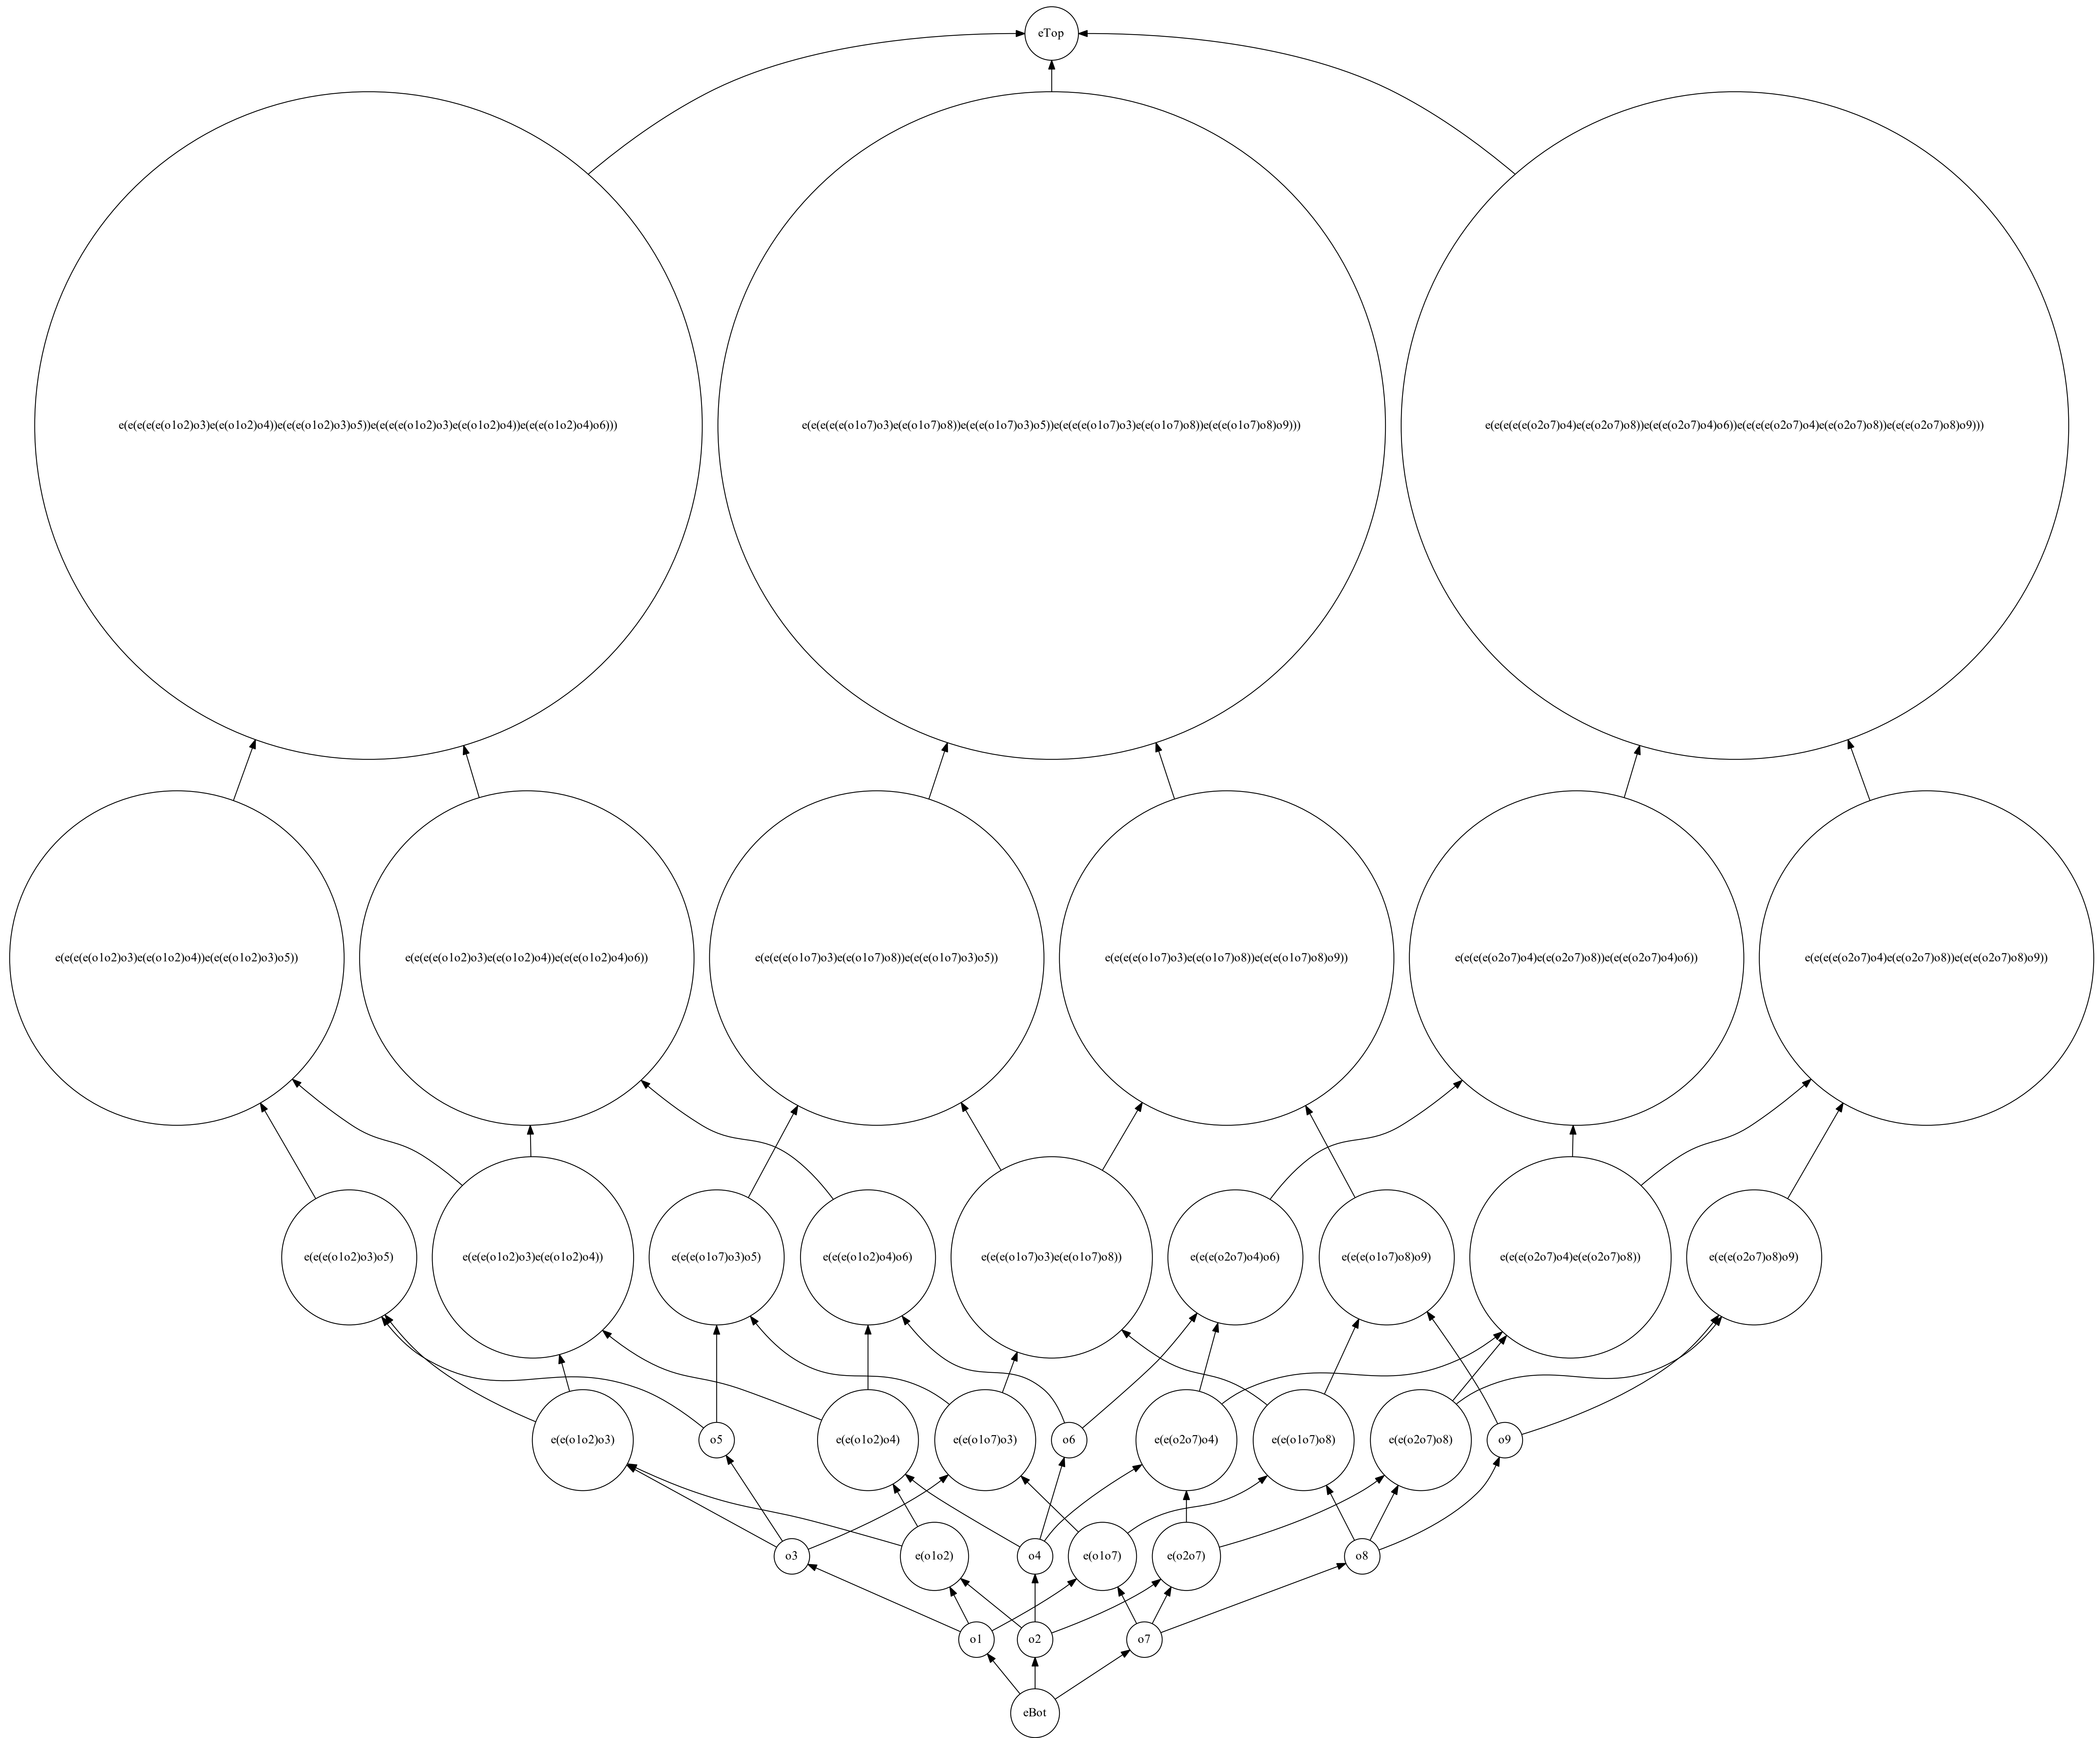 eTop
e(e(e(e(e(o1o2)o3)e(e(o1o2)o4))e(e(e(o1o2)o3)o5))e(e(e(e(o1o2)o3)e(e(o1o2)o4))e(e(e(o1o2)o4)o6)))
e(e(e(e(e(o1o7)o3)e(e(o1o7)o8))e(e(e(o1o7)o3)o5))e(e(e(e(o1o7)o3)e(e(o1o7)o8))e(e(e(o1o7)o8)o9)))
e(e(e(e(e(o2o7)o4)e(e(o2o7)o8))e(e(e(o2o7)o4)o6))e(e(e(e(o2o7)o4)e(e(o2o7)o8))e(e(e(o2o7)o8)o9)))
e(e(e(e(o1o2)o3)e(e(o1o2)o4))e(e(e(o1o2)o3)o5))
e(e(e(e(o1o2)o3)e(e(o1o2)o4))e(e(e(o1o2)o4)o6))
e(e(e(e(o1o7)o3)e(e(o1o7)o8))e(e(e(o1o7)o3)o5))
e(e(e(e(o1o7)o3)e(e(o1o7)o8))e(e(e(o1o7)o8)o9))
e(e(e(e(o2o7)o4)e(e(o2o7)o8))e(e(e(o2o7)o4)o6))
e(e(e(e(o2o7)o4)e(e(o2o7)o8))e(e(e(o2o7)o8)o9))
e(e(e(o1o2)o3)o5)
e(e(e(o1o2)o3)e(e(o1o2)o4))
e(e(e(o1o7)o3)o5)
e(e(e(o1o2)o4)o6)
e(e(e(o1o7)o3)e(e(o1o7)o8))
e(e(e(o2o7)o4)o6)
e(e(e(o1o7)o8)o9)
e(e(e(o2o7)o4)e(e(o2o7)o8))
e(e(e(o2o7)o8)o9)
e(e(o1o2)o3)
o5
e(e(o1o2)o4)
e(e(o1o7)o3)
o6
e(e(o2o7)o4)
e(e(o1o7)o8)
e(e(o2o7)o8)
o9
o3
e(o1o2)
o4
e(o1o7)
e(o2o7)
o8
o1
o2
o7
eBot